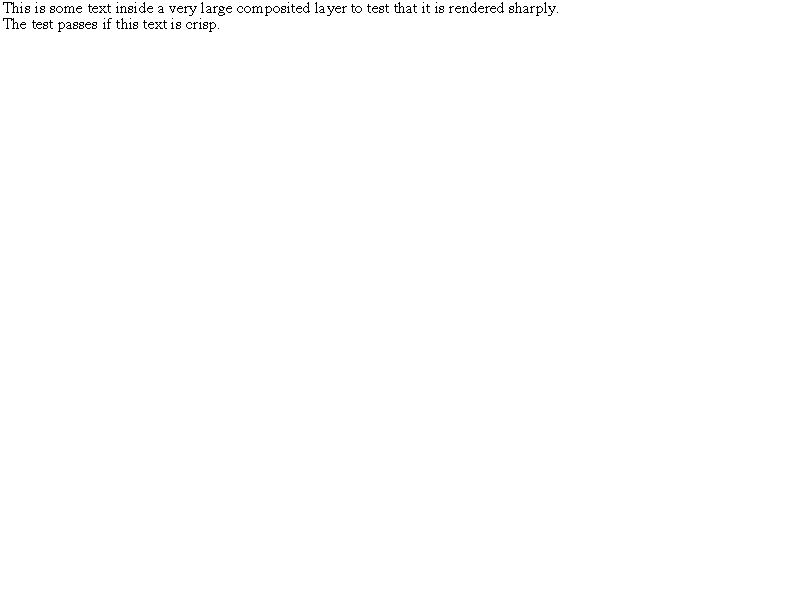 This is some text inside a very large composited layer to test that it is rendered sharply.
The test passes if this text is crisp.